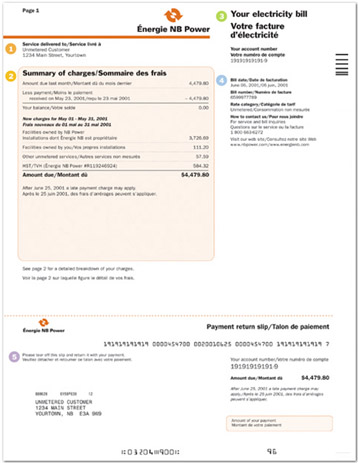 Page 1
Énergie NB Power
3
Your electricity bill
Votre facture
d'électricité
1
Service delivered to/Service livré à
Unmetered Customer
1234 Main Street, Yourtown
Your account number
Votre numéro de compte
19191919191-9
2
Summary of charges/Sommaire des frais
Amount due last month/Montant dû du mois dernier 4,479.80
Less payment/Moins le paiement
received on May 23, 2001/reçu le 23 mai 2001 - 4,479.80
Your balance/Votre solde 0.00
New charges for May 01 - May 31, 2001
Frais nouveaux du 01 mai au 31 mai 2001
Facilities owned by NB Power
Installations dont Énergie NB est propriétaire 3,726.69
Facilities owned by you/Vos propres installations 111.20
Other unmetered services/Autres services non mesurés 57.59
HST/TVH (Énergie NB Power #R119246924) 584.32
Amount due/Montant dû $4,479.80
After June 25, 2001 a late payment charge may apply.
Après le 25 juin 2001, des frais d'arrérages peuvent s'appliquer.
4
Bill date/Date de facturation
June 05, 2001/05 juin, 2001
Bill number/Numéro de facture
Rate category/Catégorie de tarif
Unmetered/Consommation non mesurée
How to contact us/Pour nous joindre
For service and bill inquiries
Questions sur le service ou la facture
1 800 663-6272
Visit our web site/Consultez notre site Web
www.nbpower.com/www.energienb.com
See page 2 for a detailed breakdown of your charges.
Voir la page 2 sur laquelle figure le détail de vos frais.
Énergie NB Power
Payment return slip/Talon de paiement
191919191919 0000454700 0020010625 0000454700 191919191919 7
5
Please tear off this slip and return it with your payment.
Veuillez détacher et retourner ce talon avec votre paiement.
Your account number/Votre numéro de compte
19191919191-9
Amount due/Montant dû $4,479.80
After June 25, 2001 a late payment charge may
apply./Après le 25 juin 2001, des frais d'arrérages
peuvent s'appliquer.
UNMETERED CUSTOMER
1234 MAIN STREET
YOURTOWN, NB E3A 9G9
Amount of your payment
Montant de votre paiement
96